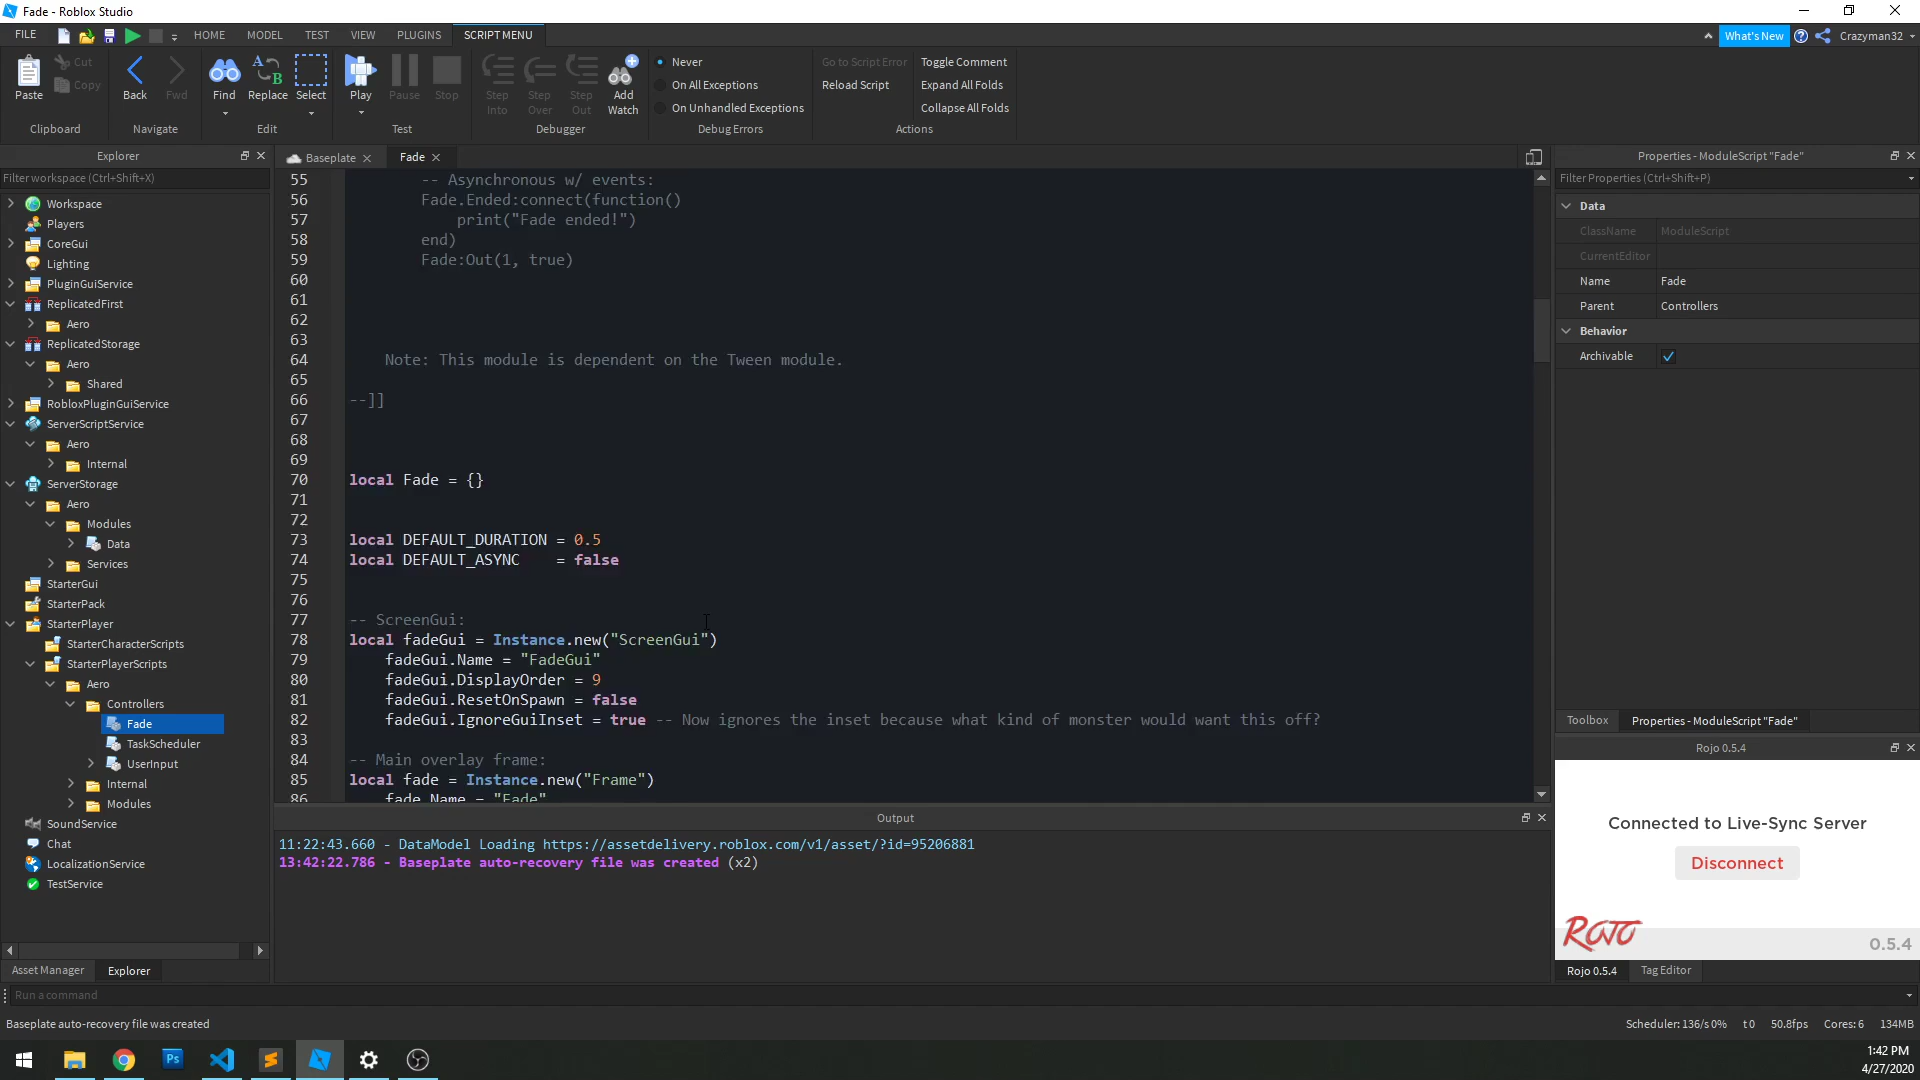 Fade - Roblox Studio
FILE
HOME
MODEL
TEST
VIEW
PLUGINS
SCRIPT MENU
What's New
Crazyman32
Paste
Cut
Copy
Clipboard
Back
Fwd
Navigate
Find
Replace
Select
Edit
Play
Pause
Stop
Test
Step Into
Step Over
Step Out
Add Watch
Debugger
Never
On All Exceptions
On Unhandled Exceptions
Debug Errors
Go to Script Error
Reload Script
Toggle Comment
Expand All Folds
Collapse All Folds
Actions
Explorer
Filter workspace (Ctrl+Shift+X)
Workspace
Players
CoreGui
Lighting
PluginGuiService
ReplicatedFirst
Aero
ReplicatedStorage
Aero
Shared
RobloxPluginGuiService
ServerScriptService
Aero
Internal
ServerStorage
Aero
Modules
Data
Services
StarterGui
StarterPack
StarterPlayer
StarterCharacterScripts
StarterPlayerScripts
Aero
Controllers
Fade
TaskScheduler
UserInput
Internal
Modules
SoundService
Chat
LocalizationService
TestService
Asset Manager
Explorer
Baseplate
Fade
55 -- Asynchronous w/ events:
56 Fade.Ended:connect(function()
57 print("Fade ended!")
58 end)
59 Fade:Out(1, true)
60
61
62
63
64 Note: This module is dependent on the Tween module.
65
66 --]]
67
68
69
70 local Fade = {}
71
72
73 local DEFAULT_DURATION = 0.5
74 local DEFAULT_ASYNC    = false
75
76
77 -- ScreenGui:
78 local fadeGui = Instance.new("ScreenGui")
79 fadeGui.Name = "FadeGui"
80 fadeGui.DisplayOrder = 9
81 fadeGui.ResetOnSpawn = false
82 fadeGui.IgnoreGuiInset = true -- Now ignores the inset because what kind of monster would want this off?
83
84 -- Main overlay frame:
85 local fade = Instance.new("Frame")
86 fade.Name = "Fade"
Output
11:22:43.660 - DataModel Loading https://assetdelivery.roblox.com/v1/asset/?id=95206881
13:42:22.786 - Baseplate auto-recovery file was created (x2)
Properties - ModuleScript "Fade"
Filter Properties (Ctrl+Shift+P)
Data
ClassName ModuleScript
CurrentEditor
Name Fade
Parent Controllers
Behavior
Archivable
Toolbox
Properties - ModuleScript "Fade"
Rojo 0.5.4
Connected to Live-Sync Server
Disconnect
ROJO
0.5.4
Rojo 0.5.4
Tag Editor
Run a command
Baseplate auto-recovery file was created
Scheduler: 136/s 0%
t 0
50.8fps
Cores: 6
134MB
Ps
1:42 PM
4/27/2020